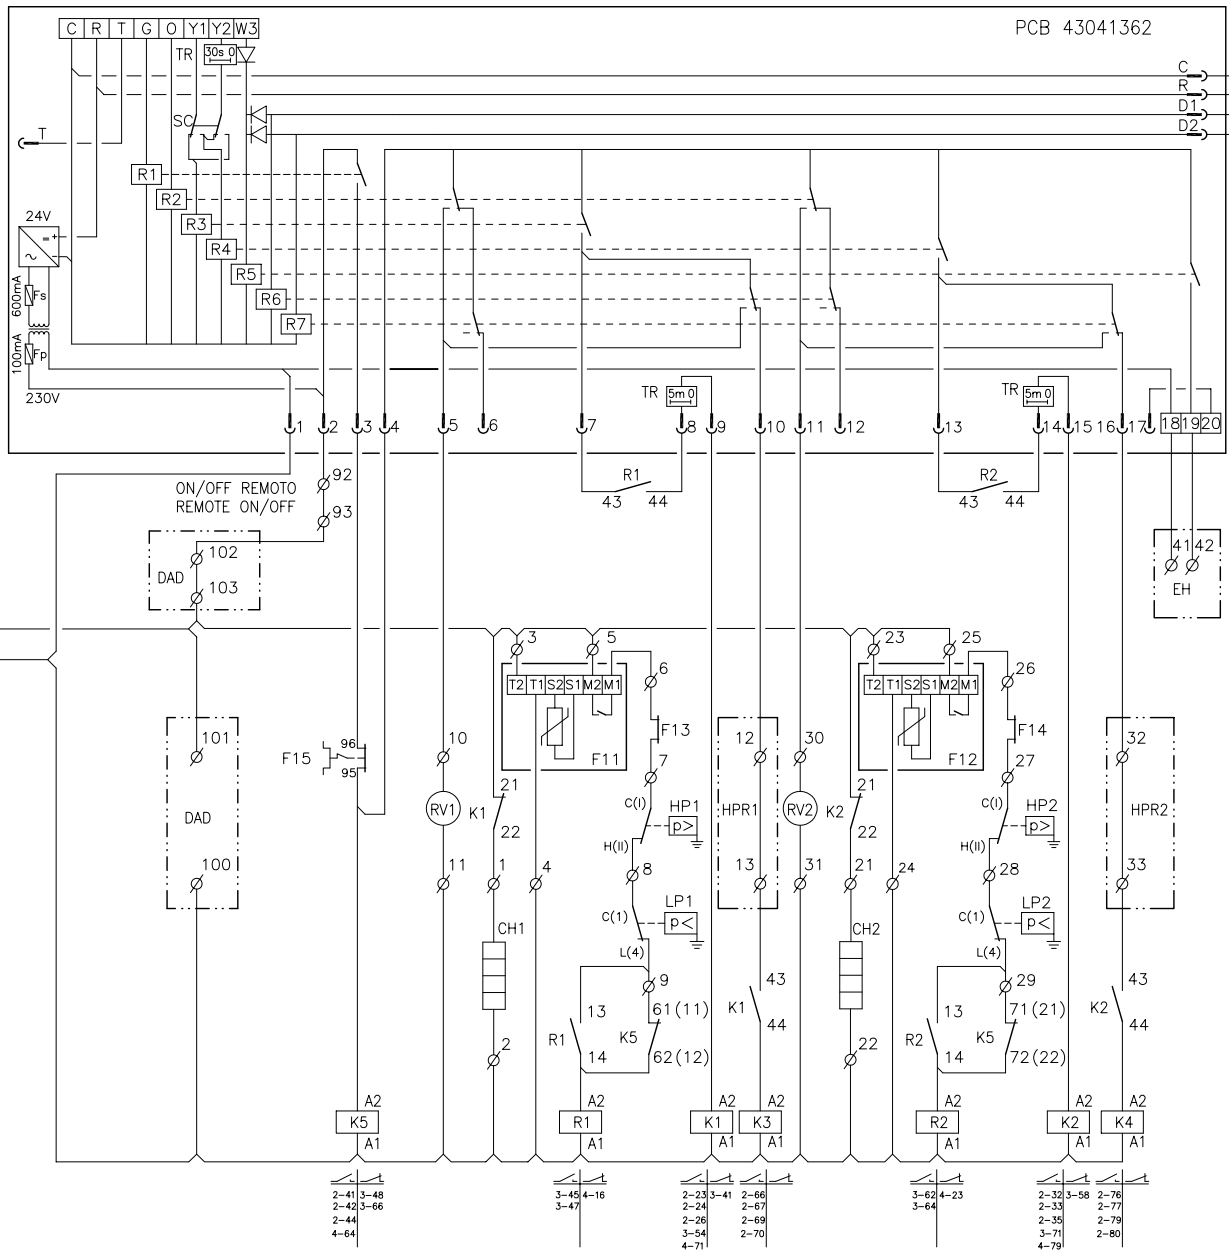 C R T G O Y1 Y2 W3
PCB 43041362
TR 30s 0
C
R
D1
D2
T
SC
R1
R2
R3
R4
R5
R6
R7
24V
600mA Fs
100mA Fp
230V
TR 5m 0
TR 5m 0
1 2 3 4 5 6 7 8 9 10 11 12 13 14 15 16 17 18 19 20
ON/OFF REMOTO
REMOTE ON/OFF
92
93
R1
43 44
R2
43 44
DAD
102
103
41 42
EH
3 5 23 25
T2 T1 S2 S1 M2 M1
F11
T2 T1 S2 S1 M2 M1
F12
6
26
F13
F14
7
27
101
DAD
100
F15
96
95
10
RV1
11
K1
21
22
1
4
C(I)
HP1
p>
H(II)
8
C(1)
LP1
p<
L(4)
12
HPR1
13
30
RV2
31
K2
21
22
21
24
C(I)
HP2
p>
H(II)
28
C(1)
LP2
p<
L(4)
32
HPR2
33
CH1
2
9
13
R1
14
61(11)
K5
62(12)
43
K1
44
CH2
22
29
13
R2
14
71(21)
K5
72(22)
43
K2
44
A2
K5
A1
A2
R1
A1
A2
K1
A1
A2
K3
A1
A2
R2
A1
A2
K2
A1
A2
K4
A1
2-41 3-48
2-42 3-66
2-44
4-64
3-45 4-16
3-47
2-23 3-41
2-24
2-26
3-54
4-71
2-66
2-67
2-69
2-70
3-62 4-23
3-64
2-32 3-58
2-33
2-35
3-71
4-79
2-76
2-77
2-79
2-80